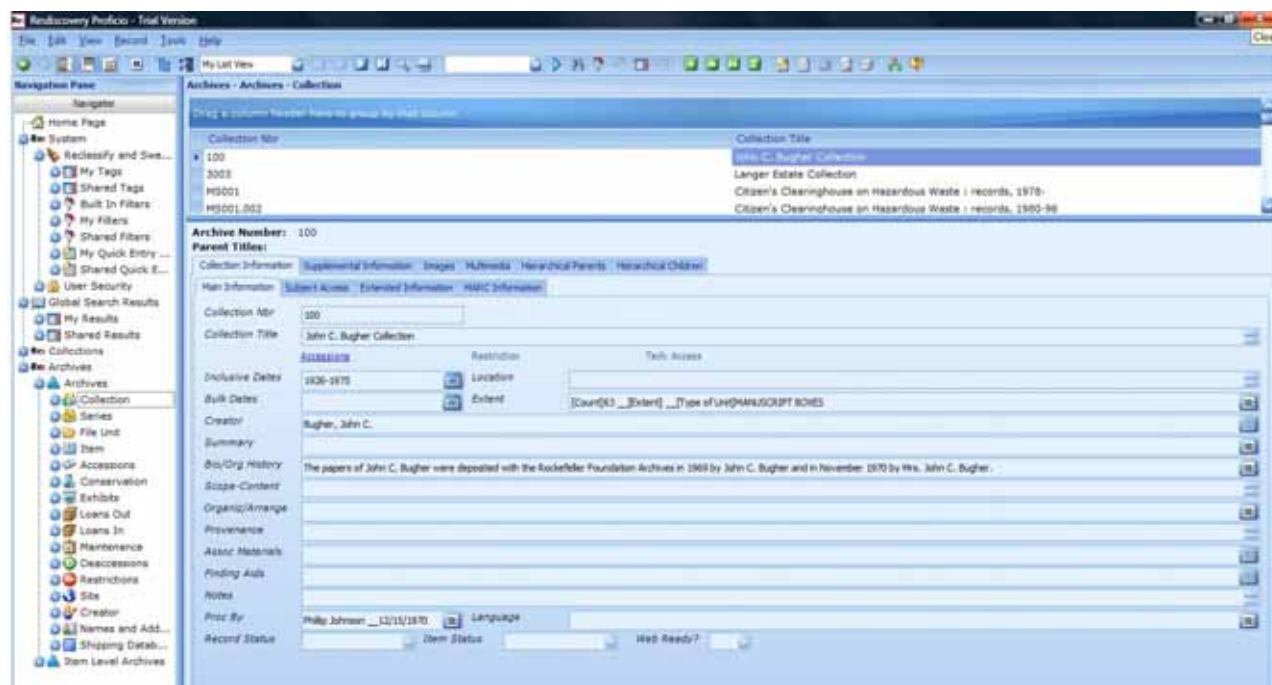 Rediscovery Proficio - Trial Version
File Edit View Record Tools Help
My List View
Clo
Navigation Pane
Archives - Archives - Collection
Navigator
Drag a column header here to group by that column
Home Page
System
Reclassify and Swe...
My Tags
Shared Tags
Built In Filters
My Filters
Shared Filters
My Quick Entry ...
Shared Quick E...
User Security
Global Search Results
My Results
Shared Results
Collections
Archives
Archives
Collection
Series
File Unit
Item
Accessions
Conservation
Exhibits
Loans Out
Loans In
Maintenance
Deaccessions
Restrictions
Site
Creator
Names and Add...
Shipping Datab...
Item Level Archives
Collection Nbr Collection Title
100 John C. Bugher Collection
3003 Langer Estate Collection
MS001 Citizen's Clearinghouse on Hazardous Waste : records, 1978-
MS001.002 Citizen's Clearinghouse on Hazardous Waste : records, 1980-98
Archive Number: 100
Parent Titles:
Collection Information Supplemental Information Images Multimedia Hierarchical Parents Hierarchical Children
Main Information Subject Access Extended Information MARC Information
Collection Nbr 100
Collection Title John C. Bugher Collection
Accessions Restriction Tech. Access
Inclusive Dates 1926-1975 Location
Bulk Dates Extent [Count]63 __[Extent] __[Type of Unit]MANUSCRIPT BOXES
Creator Bugher, John C.
Summary
Bio/Org History The papers of John C. Bugher were deposited with the Rockefeller Foundation Archives in 1969 by John C. Bugher and in November 1970 by Mrs. John C. Bugher.
Scope-Content
Organiz/Arrange
Provenance
Assoc Materials
Finding Aids
Notes
Proc By Phillip Johnson __12/15/1970 Language
Record Status Item Status Web Ready?